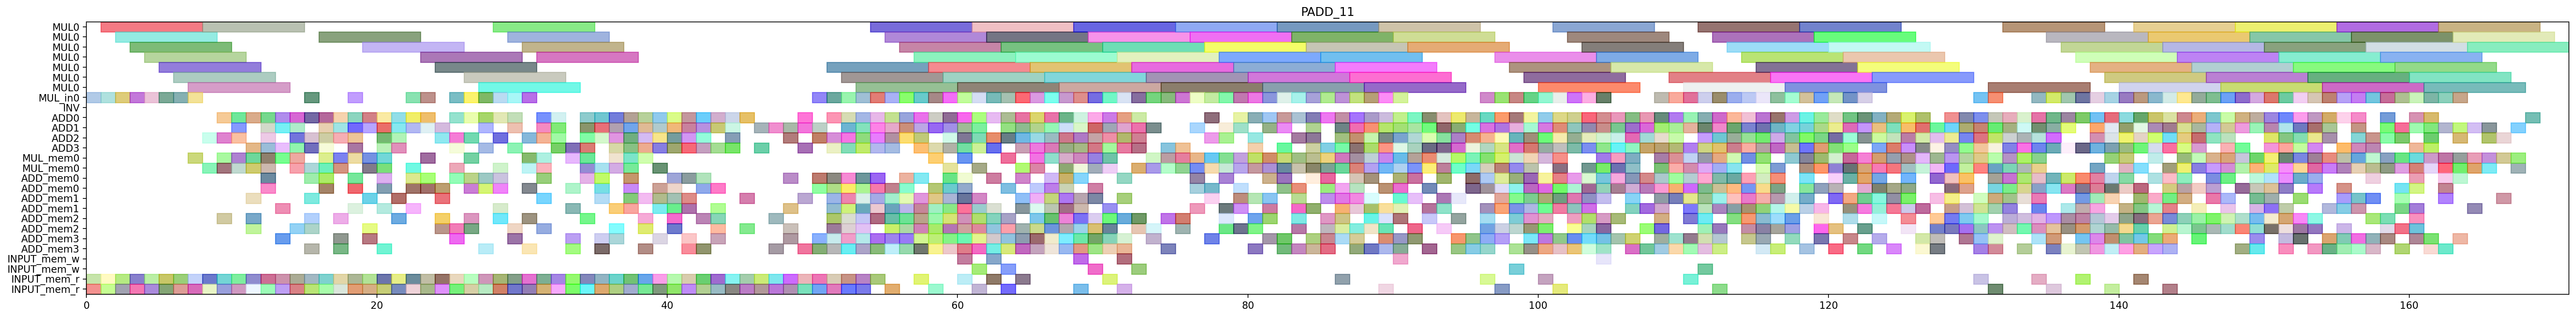 PADD_11
MUL0
MUL0
MUL0
MUL0
MUL0
MUL0
MUL0
MUL_in0
INV
ADD0
ADD1
ADD2
ADD3
MUL_mem0
MUL_mem0
ADD_mem0
ADD_mem0
ADD_mem1
ADD_mem1
ADD_mem2
ADD_mem2
ADD_mem3
ADD_mem3
INPUT_mem_w
INPUT_mem_w
INPUT_mem_r
INPUT_mem_r
0 20 40 60 80 100 120 140 160